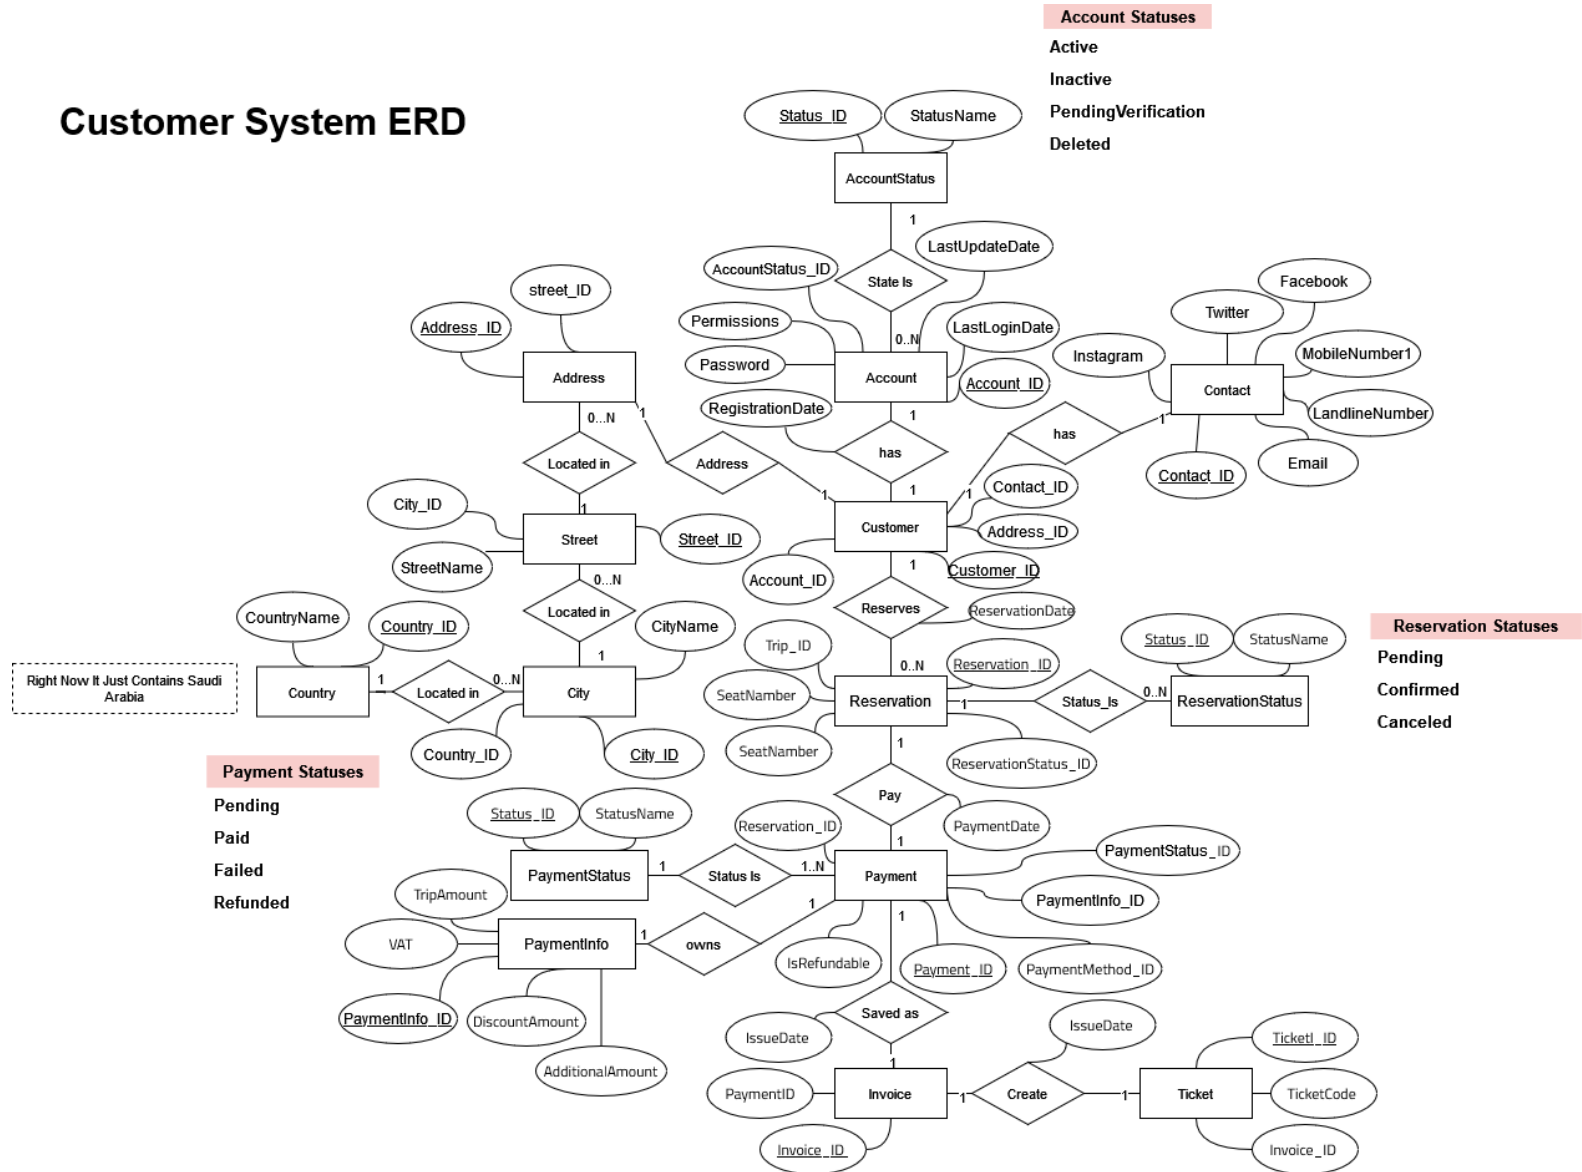 Account Statuses
Active
Inactive
PendingVerification
Deleted
Customer System ERD
Status_ID
StatusName
AccountStatus
1
LastUpdateDate
AccountStatus_ID
State Is
Facebook
street_ID
Twitter
Address_ID
Permissions
LastLoginDate
0..N
Instagram
MobileNumber1
Password
Address
Account
Account_ID
Contact
RegistrationDate
LandlineNumber
0...N
1
1
1
has
has
Located in
Address
Email
Contact_ID
Contact_ID
City_ID
1
1
1
1
Customer
Address_ID
Street
Street_ID
StreetName
1
Customer_ID
0...N
Account_ID
Located in
Reserves
ReservationDate
CountryName
Country_ID
CityName
Trip_ID
Status_ID
StatusName
Reservation Statuses
Pending
Confirmed
Canceled
1
0..N
Reservation_ID
Right Now It Just Contains Saudi
Arabia
Country
1
Located in
0...N
City
SeatNamber
Reservation
1
Status_Is
0..N
ReservationStatus
Country_ID
City_ID
SeatNamber
1
ReservationStatus_ID
Payment Statuses
Pending
Paid
Failed
Refunded
Pay
Status_ID
StatusName
Reservation_ID
PaymentDate
1
PaymentStatus_ID
PaymentStatus
1
Status Is
1..N
Payment
TripAmount
PaymentInfo_ID
1
1
VAT
PaymentInfo
1
owns
IsRefundable
Payment_ID
PaymentMethod_ID
PaymentInfo_ID
DiscountAmount
Saved as
IssueDate
IssueDate
TicketI_ID
AdditionalAmount
1
PaymentID
Invoice
1
Create
1
Ticket
TicketCode
Invoice_ID
Invoice_ID